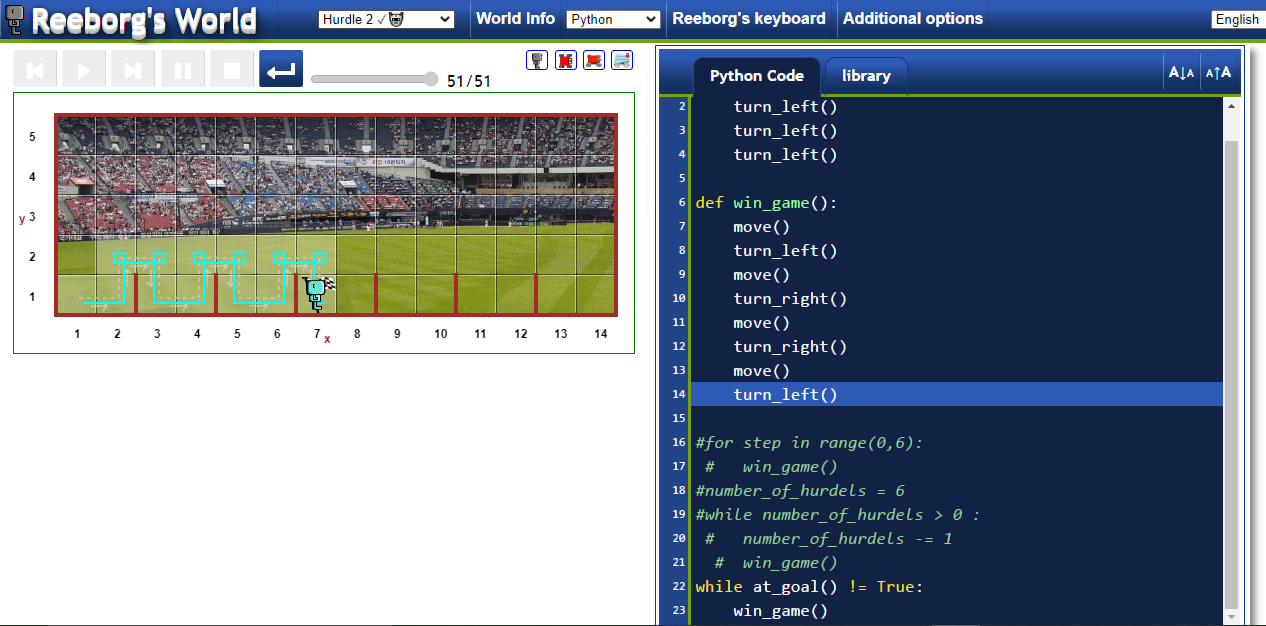 Reeborg's World
Hurdle 2 ✓
World Info
Python
Reeborg's keyboard
Additional options
English
51/51
Python Code
library
A↓A
A↑A
5
4
y 3
2
1
1 2 3 4 5 6 7 x 8 9 10 11 12 13 14
2 turn_left()
3 turn_left()
4 turn_left()
5
6 def win_game():
7 move()
8 turn_left()
9 move()
10 turn_right()
11 move()
12 turn_right()
13 move()
14 turn_left()
15
16 #for step in range(0,6):
17 #   win_game()
18 #number_of_hurdels = 6
19 #while number_of_hurdels > 0 :
20 #   number_of_hurdels -= 1
21 #  win_game()
22 while at_goal() != True:
23 win_game()